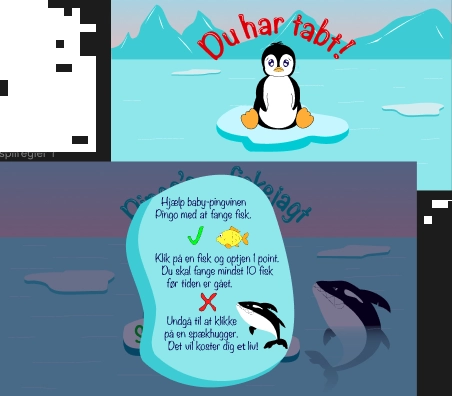 Du har tabt!
spilregler 1
Pingo's fiskejagt
Hjælp baby-pingvinen
Pingo med at fange fisk.
Klik på en fisk og optjen 1 point.
Du skal fange mindst 10 fisk
før tiden er gået.
Undgå til at klikke
på en spækhugger.
Det vil koster dig et liv!